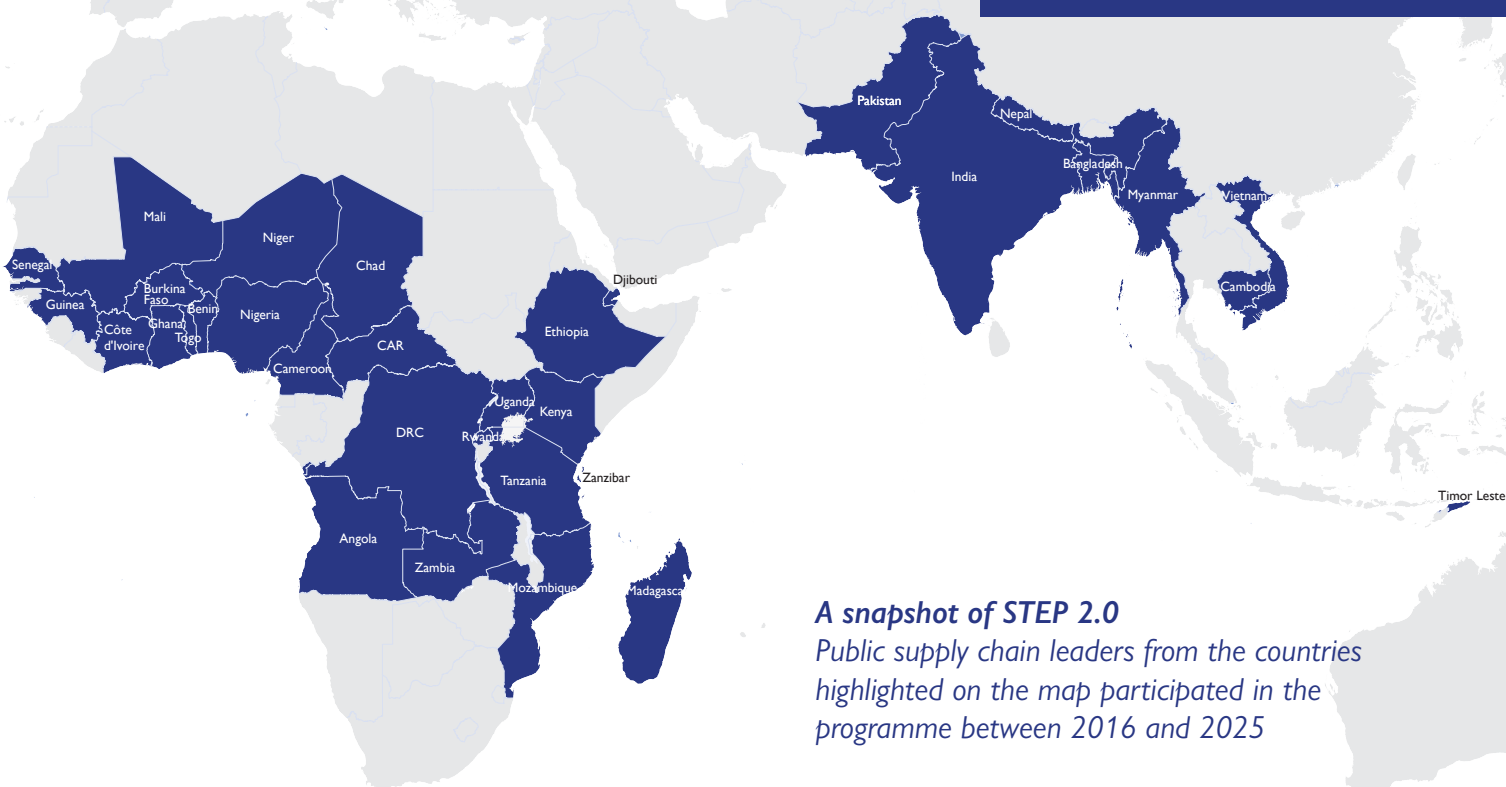 Pakistan
Nepal
Bangladesh
India
Myanmar
Vietnam
Cambodia
Mali
Niger
Chad
Senegal
Burkina
Faso
Guinea
Benin
Nigeria
Ghana
Togo
Côte
d'Ivoire
Djibouti
Ethiopia
CAR
Cameroon
Uganda
Kenya
DRC
Rwanda
Tanzania
Zanzibar
Timor Leste
Angola
Zambia
Mozambique
Madagasca
A snapshot of STEP 2.0
Public supply chain leaders from the countries
highlighted on the map participated in the
programme between 2016 and 2025